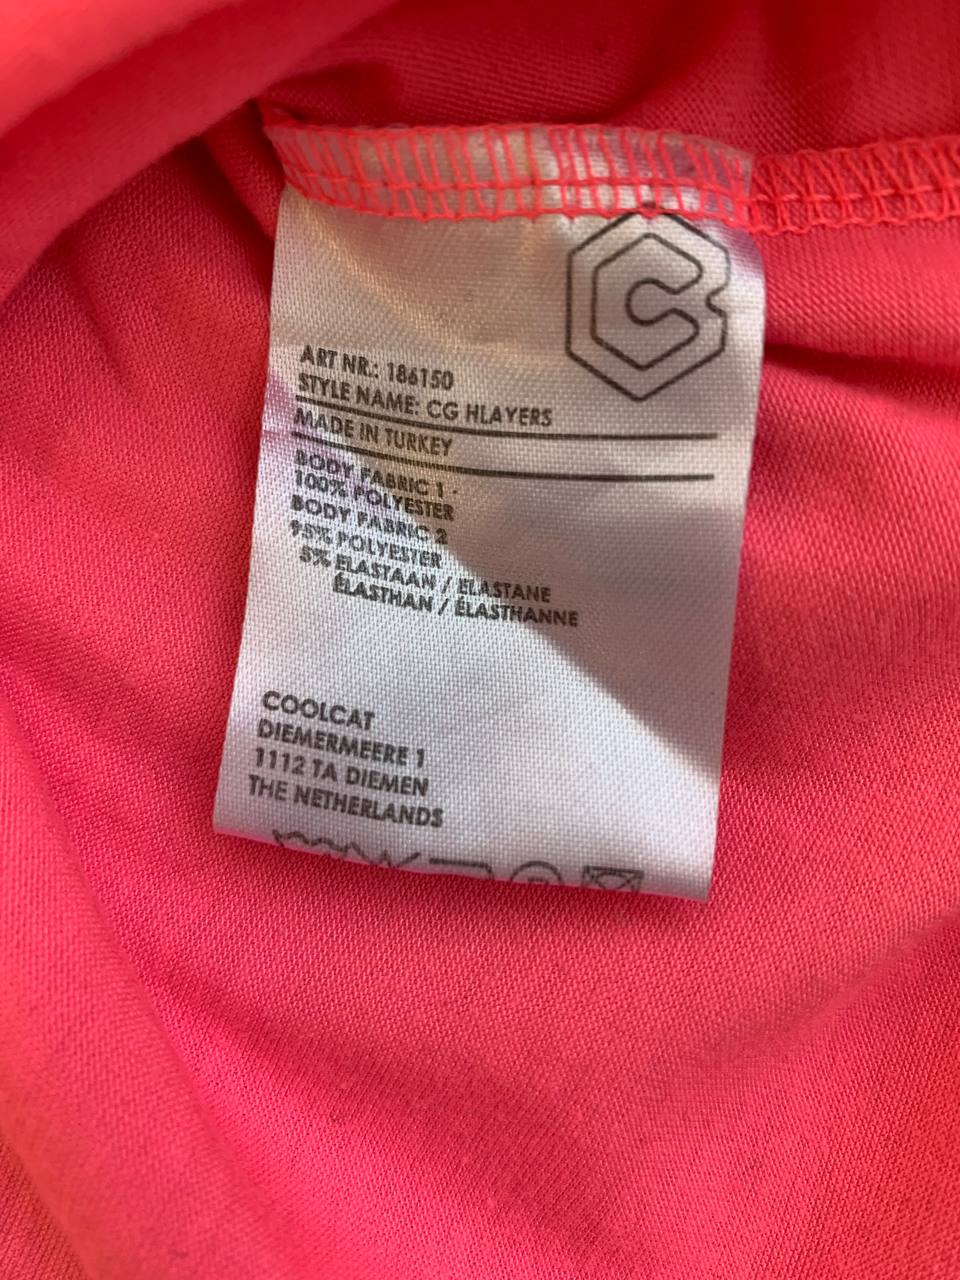 ART NR.: 186150
STYLE NAME: CG HLAYERS
MADE IN TURKEY
BODY FABRIC 1
100% POLYESTER
BODY FABRIC 2
95% POLYESTER
5% ELASTAAN / ELASTANE
ÉLASTHAN / ÉLASTHANNE
COOLCAT
DIEMERMEERE 1
1112 TA DIEMEN
THE NETHERLANDS